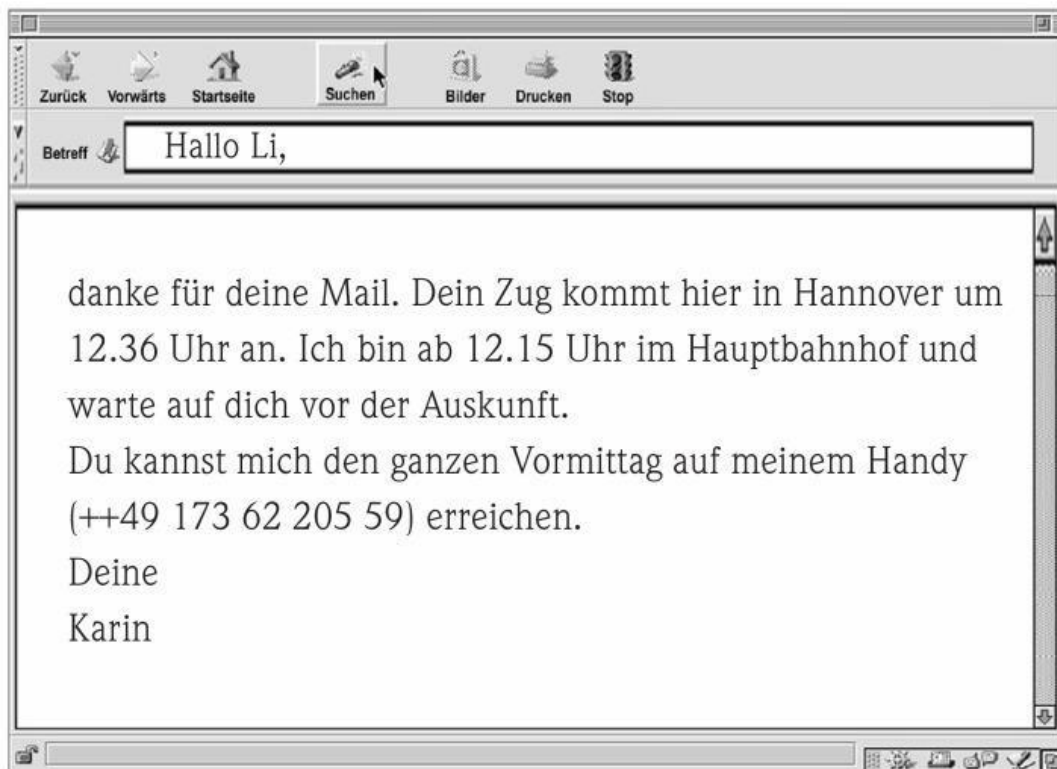 Zurück Vorwärts Startseite Suchen Bilder Drucken Stop
Betreff Hallo Li,
danke für deine Mail. Dein Zug kommt hier in Hannover um
12.36 Uhr an. Ich bin ab 12.15 Uhr im Hauptbahnhof und
warte auf dich vor der Auskunft.
Du kannst mich den ganzen Vormittag auf meinem Handy
(++49 173 62 205 59) erreichen.
Deine
Karin